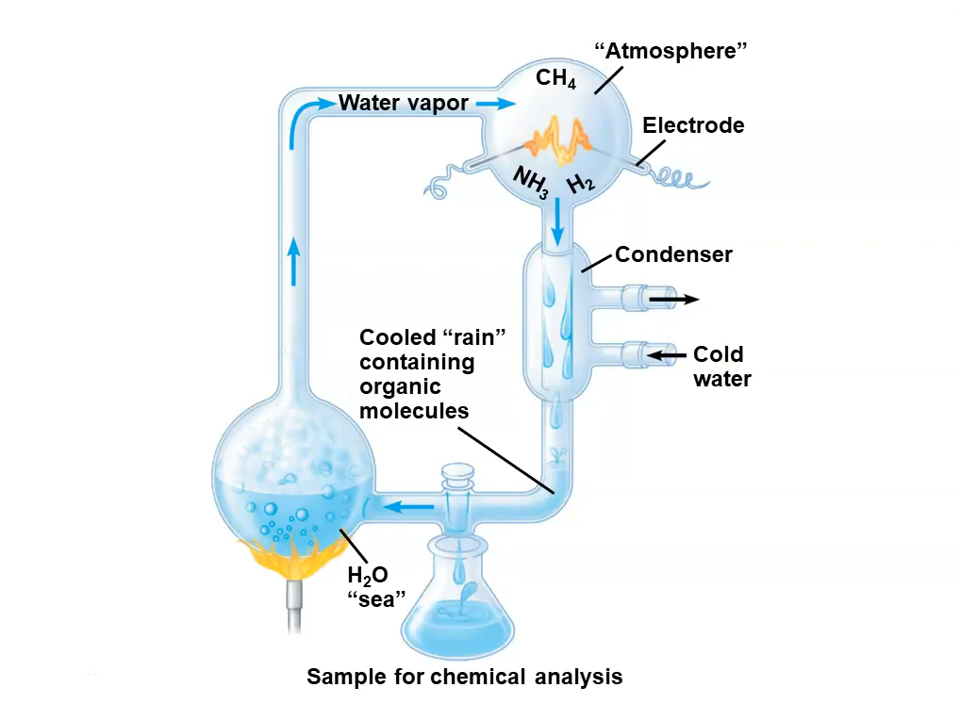 “Atmosphere”
CH₄
Water vapor
Electrode
NH₃
H₂
Condenser
Cooled “rain”
containing
organic
molecules
Cold
water
H₂O
“sea”
Sample for chemical analysis